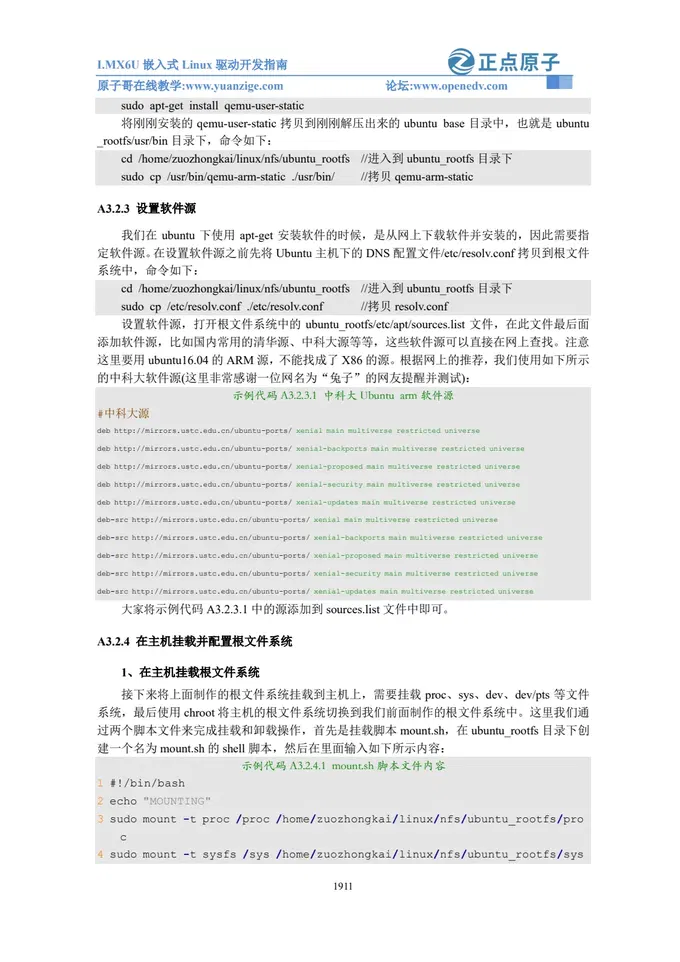 I.MX6U 嵌入式 Linux 驱动开发指南
正点原子
原子哥在线教学:www.yuanzige.com 论坛:www.openedv.com
sudo apt-get install qemu-user-static
将刚刚安装的 qemu-user-static 拷贝到刚刚解压出来的 ubuntu base 目录中，也就是 ubuntu
_rootfs/usr/bin 目录下，命令如下：
cd /home/zuozhongkai/linux/nfs/ubuntu_rootfs //进入到 ubuntu_rootfs 目录下
sudo cp /usr/bin/qemu-arm-static ./usr/bin/ //拷贝 qemu-arm-static
A3.2.3 设置软件源
我们在 ubuntu 下使用 apt-get 安装软件的时候，是从网上下载软件并安装的，因此需要指
定软件源。在设置软件源之前先将 Ubuntu 主机下的 DNS 配置文件/etc/resolv.conf 拷贝到根文件
系统中，命令如下：
cd /home/zuozhongkai/linux/nfs/ubuntu_rootfs //进入到 ubuntu_rootfs 目录下
sudo cp /etc/resolv.conf ./etc/resolv.conf //拷贝 resolv.conf
设置软件源，打开根文件系统中的 ubuntu_rootfs/etc/apt/sources.list 文件，在此文件最后面
添加软件源，比如国内常用的清华源、中科大源等等，这些软件源可以直接在网上查找。注意
这里要用 ubuntu16.04 的 ARM 源，不能找成了 X86 的源。根据网上的推荐，我们使用如下所示
的中科大软件源(这里非常感谢一位网名为“兔子”的网友提醒并测试)：
示例代码 A3.2.3.1 中科大 Ubuntu arm 软件源
#中科大源
deb http://mirrors.ustc.edu.cn/ubuntu-ports/ xenial main multiverse restricted universe
deb http://mirrors.ustc.edu.cn/ubuntu-ports/ xenial-backports main multiverse restricted universe
deb http://mirrors.ustc.edu.cn/ubuntu-ports/ xenial-proposed main multiverse restricted universe
deb http://mirrors.ustc.edu.cn/ubuntu-ports/ xenial-security main multiverse restricted universe
deb http://mirrors.ustc.edu.cn/ubuntu-ports/ xenial-updates main multiverse restricted universe
deb-src http://mirrors.ustc.edu.cn/ubuntu-ports/ xenial main multiverse restricted universe
deb-src http://mirrors.ustc.edu.cn/ubuntu-ports/ xenial-backports main multiverse restricted universe
deb-src http://mirrors.ustc.edu.cn/ubuntu-ports/ xenial-proposed main multiverse restricted universe
deb-src http://mirrors.ustc.edu.cn/ubuntu-ports/ xenial-security main multiverse restricted universe
deb-src http://mirrors.ustc.edu.cn/ubuntu-ports/ xenial-updates main multiverse restricted universe
大家将示例代码 A3.2.3.1 中的源添加到 sources.list 文件中即可。
A3.2.4 在主机挂载并配置根文件系统
1、在主机挂载根文件系统
接下来将上面制作的根文件系统挂载到主机上，需要挂载 proc、sys、dev、dev/pts 等文件
系统，最后使用 chroot 将主机的根文件系统切换到我们前面制作的根文件系统中。这里我们通
过两个脚本文件来完成挂载和卸载操作，首先是挂载脚本 mount.sh，在 ubuntu_rootfs 目录下创
建一个名为 mount.sh 的 shell 脚本，然后在里面输入如下所示内容：
示例代码 A3.2.4.1 mount.sh 脚本文件内容
1 #!/bin/bash
2 echo "MOUNTING"
3 sudo mount -t proc /proc /home/zuozhongkai/linux/nfs/ubuntu_rootfs/pro
c
4 sudo mount -t sysfs /sys /home/zuozhongkai/linux/nfs/ubuntu_rootfs/sys
1911